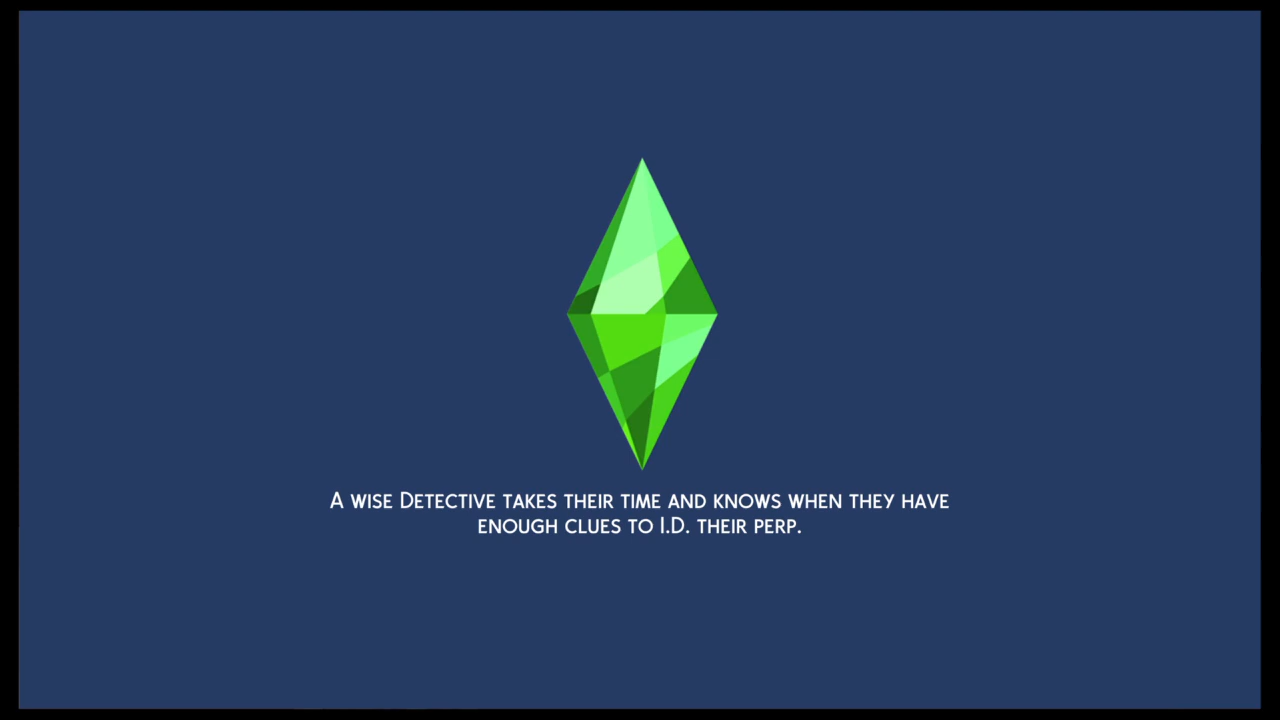 A wise Detective takes their time and knows when they have
enough clues to I.D. their perp.